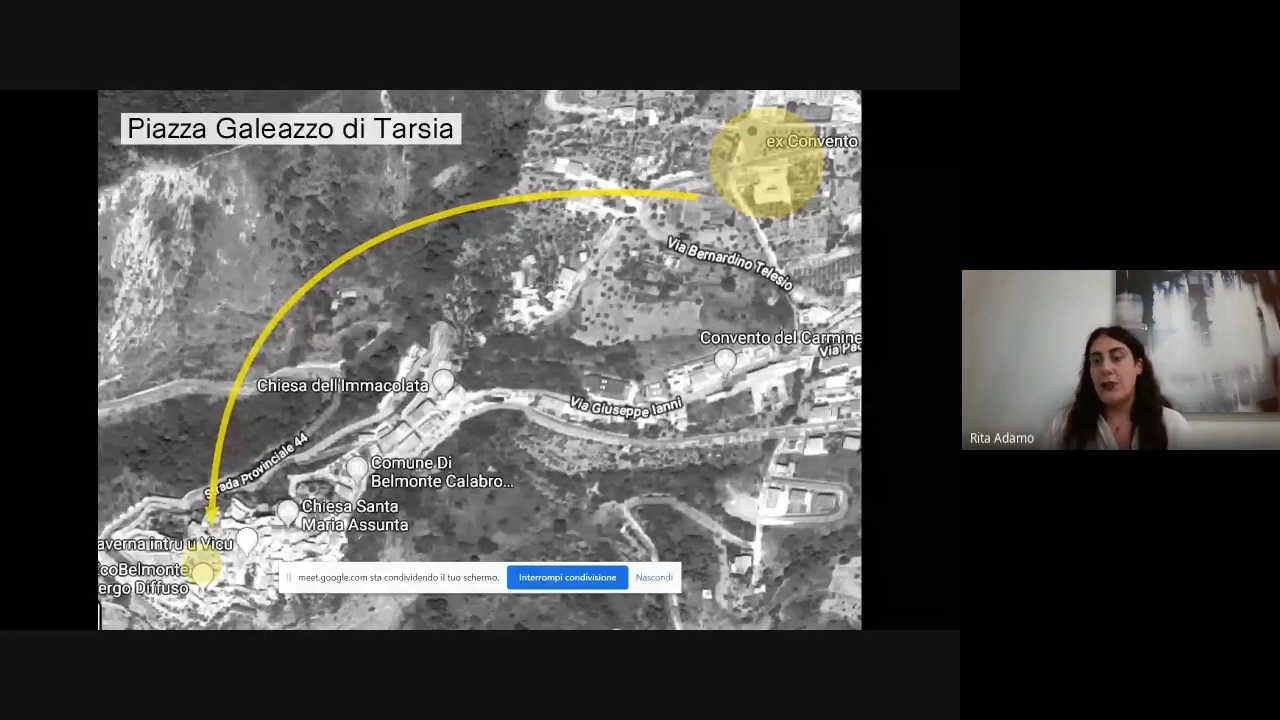 Piazza Galeazzo di Tarsia
ex Convento
Via Bernardino Telesio
Convento del Carmine
Via Pao
Chiesa dell'Immacolata
Via Giuseppe Ianni
Strada Provinciale 44
Comune Di
Belmonte Calabro...
Chiesa Santa
Maria Assunta
averna intru u Vicu
EcoBelmonte
ergo Diffuso
meet.google.com sta condividendo il tuo schermo.
Interrompi condivisione
Nascondi
Rita Adamo